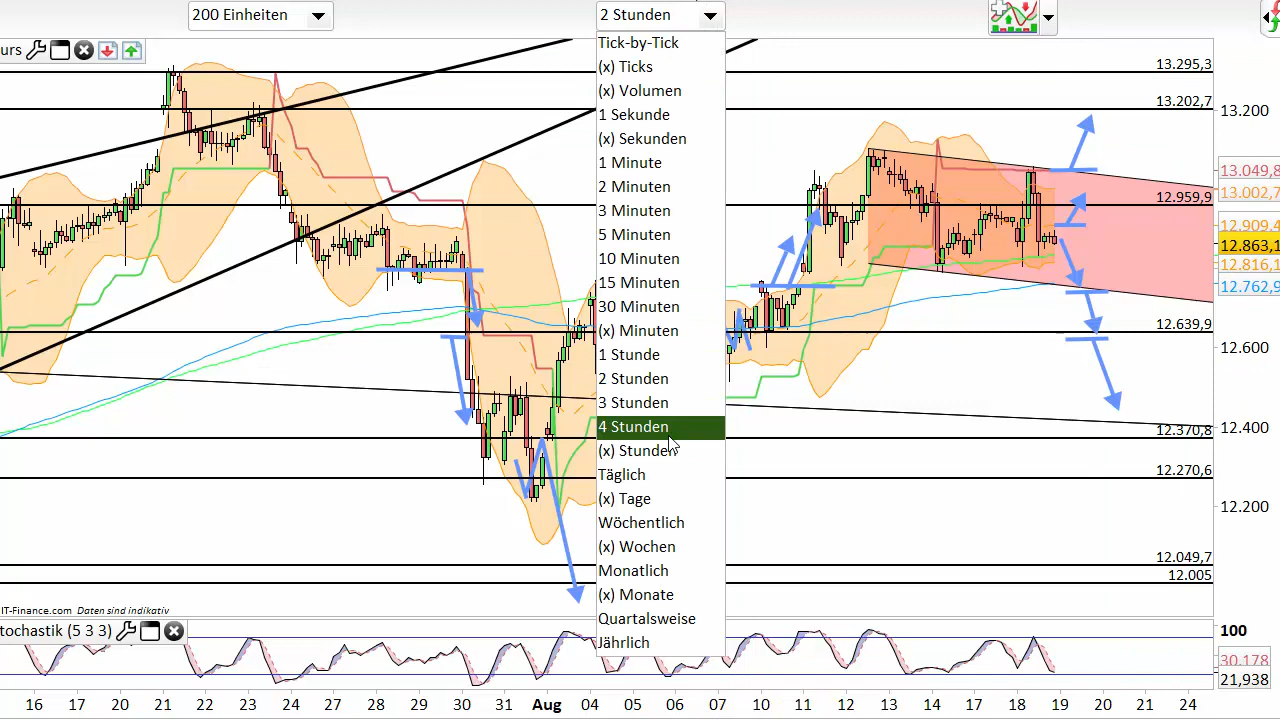 200 Einheiten
2 Stunden
urs
Tick-by-Tick
(x) Ticks
(x) Volumen
1 Sekunde
(x) Sekunden
1 Minute
2 Minuten
3 Minuten
5 Minuten
10 Minuten
15 Minuten
30 Minuten
(x) Minuten
1 Stunde
2 Stunden
3 Stunden
4 Stunden
(x) Stunden
Täglich
(x) Tage
Wöchentlich
(x) Wochen
Monatlich
(x) Monate
Quartalsweise
Jährlich
13.295,3
13.202,7
12.959,9
12.639,9
12.370,8
12.270,6
12.049,7
12.005
13.200
13.049,8
13.002,7
12.909,4
12.863,1
12.816,1
12.762,9
12.600
12.400
12.200
IT-Finance.com Daten sind indikativ
tochastik (5 3 3)
100
30,178
21,938
16 17 20 21 22 23 24 27 28 29 30 31 Aug 04 05 06 07 10 11 12 13 14 17 18 19 20 21 24